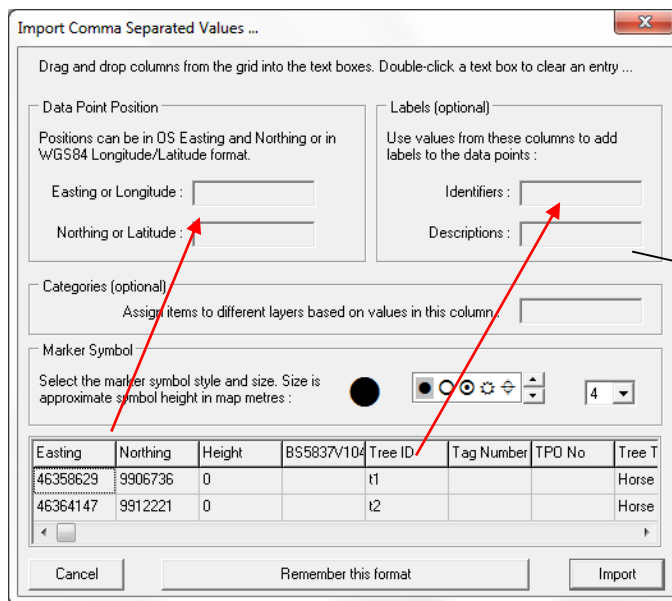 Import Comma Separated Values ...
Drag and drop columns from the grid into the text boxes. Double-click a text box to clear an entry ...
Data Point Position
Positions can be in OS Easting and Northing or in
WGS84 Longitude/Latitude format.
Easting or Longitude :
Northing or Latitude :
Labels (optional)
Use values from these columns to add
labels to the data points :
Identifiers :
Descriptions :
Categories (optional)
Assign items to different layers based on values in this column :
Marker Symbol
Select the marker symbol style and size. Size is
approximate symbol height in map metres :
4
Easting Northing Height BS5837V104 Tree ID Tag Number TPO No Tree T
46358629 9906736 0 t1 Horse
46364147 9912221 0 t2 Horse
Cancel Remember this format Import